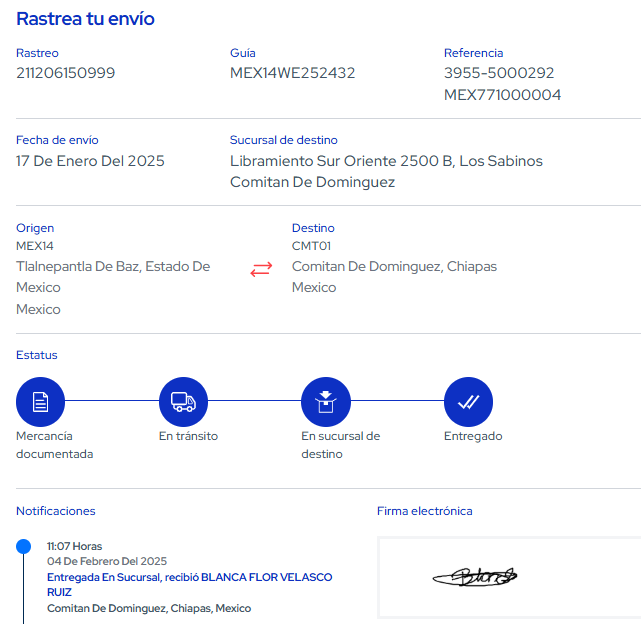 Rastrea tu envío
Rastreo
211206150999
Guía
MEX14WE252432
Referencia
3955-5000292
MEX771000004
Fecha de envío
17 De Enero Del 2025
Sucursal de destino
Libramiento Sur Oriente 2500 B, Los Sabinos
Comitan De Dominguez
Origen
MEX14
Tlalnepantla De Baz, Estado De
Mexico
Mexico
Destino
CMT01
Comitan De Dominguez, Chiapas
Mexico
Estatus
Mercancía
documentada
En tránsito
En sucursal de
destino
Entregado
Notificaciones
11:07 Horas
04 De Febrero Del 2025
Entregada En Sucursal, recibió BLANCA FLOR VELASCO
RUIZ
Comitan De Dominguez, Chiapas, Mexico
Firma electrónica